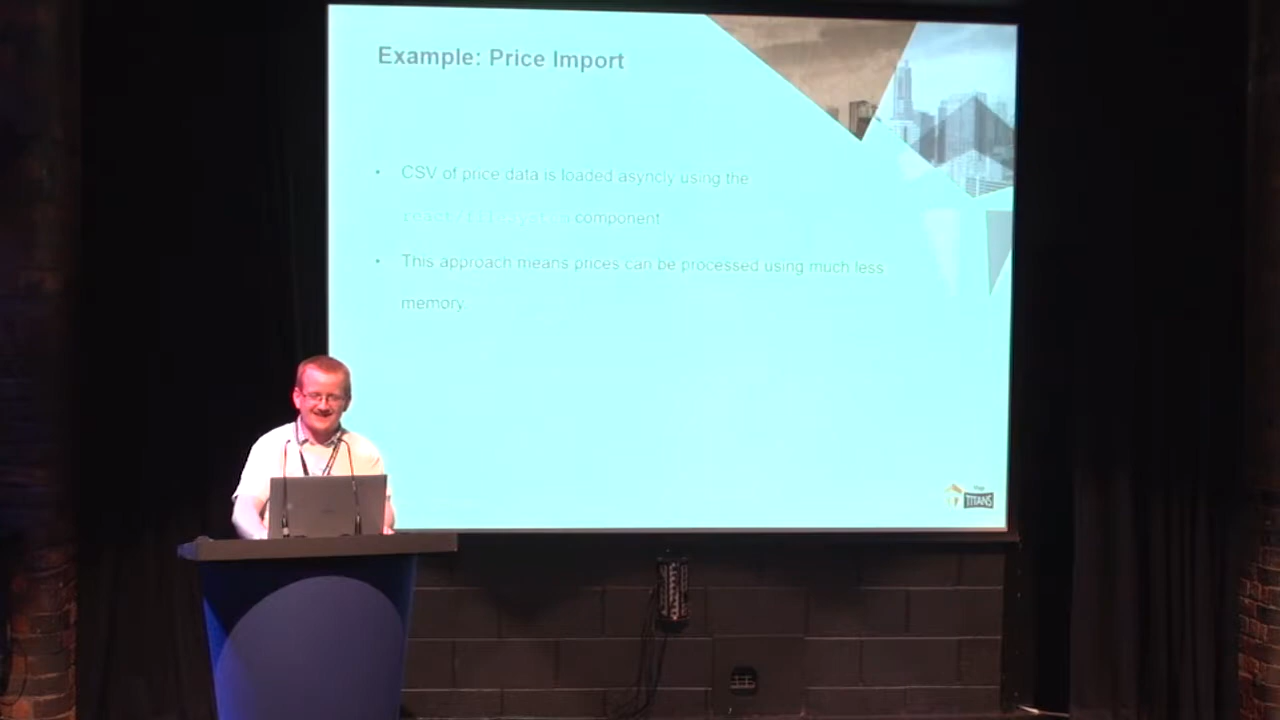 Example: Price Import
• CSV of price data is loaded asyncly using the
react/filesystem component
• This approach means prices can be processed using much less
memory.
TITANS